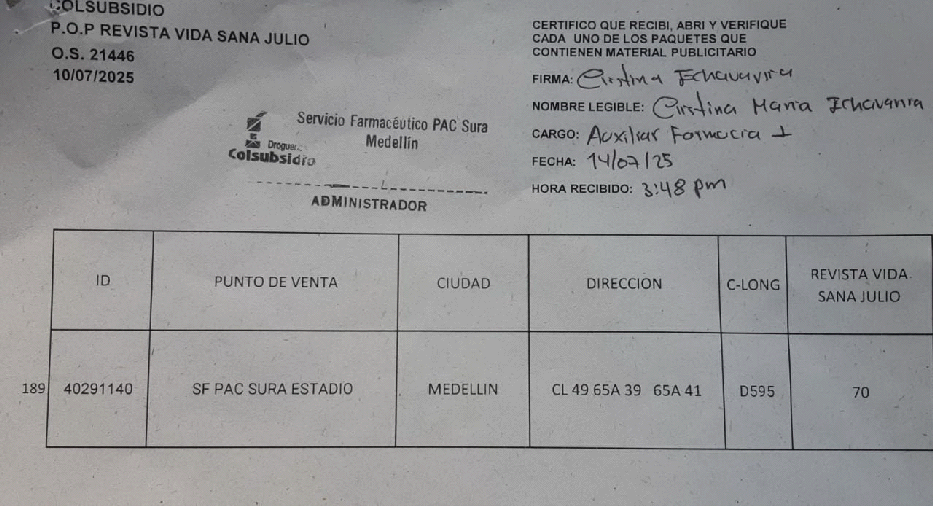 COLSUBSIDIO
P.O.P REVISTA VIDA SANA JULIO
O.S. 21446
10/07/2025
CERTIFICO QUE RECIBI, ABRI Y VERIFIQUE
CADA UNO DE LOS PAQUETES QUE
CONTIENEN MATERIAL PUBLICITARIO
FIRMA: Cristina Echavarria
NOMBRE LEGIBLE: Cristina Maria Echavarria
CARGO: Auxiliar Farmacia I
FECHA: 14/07/25
HORA RECIBIDO: 3:48 pm
Servicio Farmacéutico PAC Sura
Medellín
Colsubsidio
ADMINISTRADOR
ID PUNTO DE VENTA CIUDAD DIRECCION C-LONG REVISTA VIDA
SANA JULIO
189 40291140 SF PAC SURA ESTADIO MEDELLIN CL 49 65A 39 65A 41 D595 70